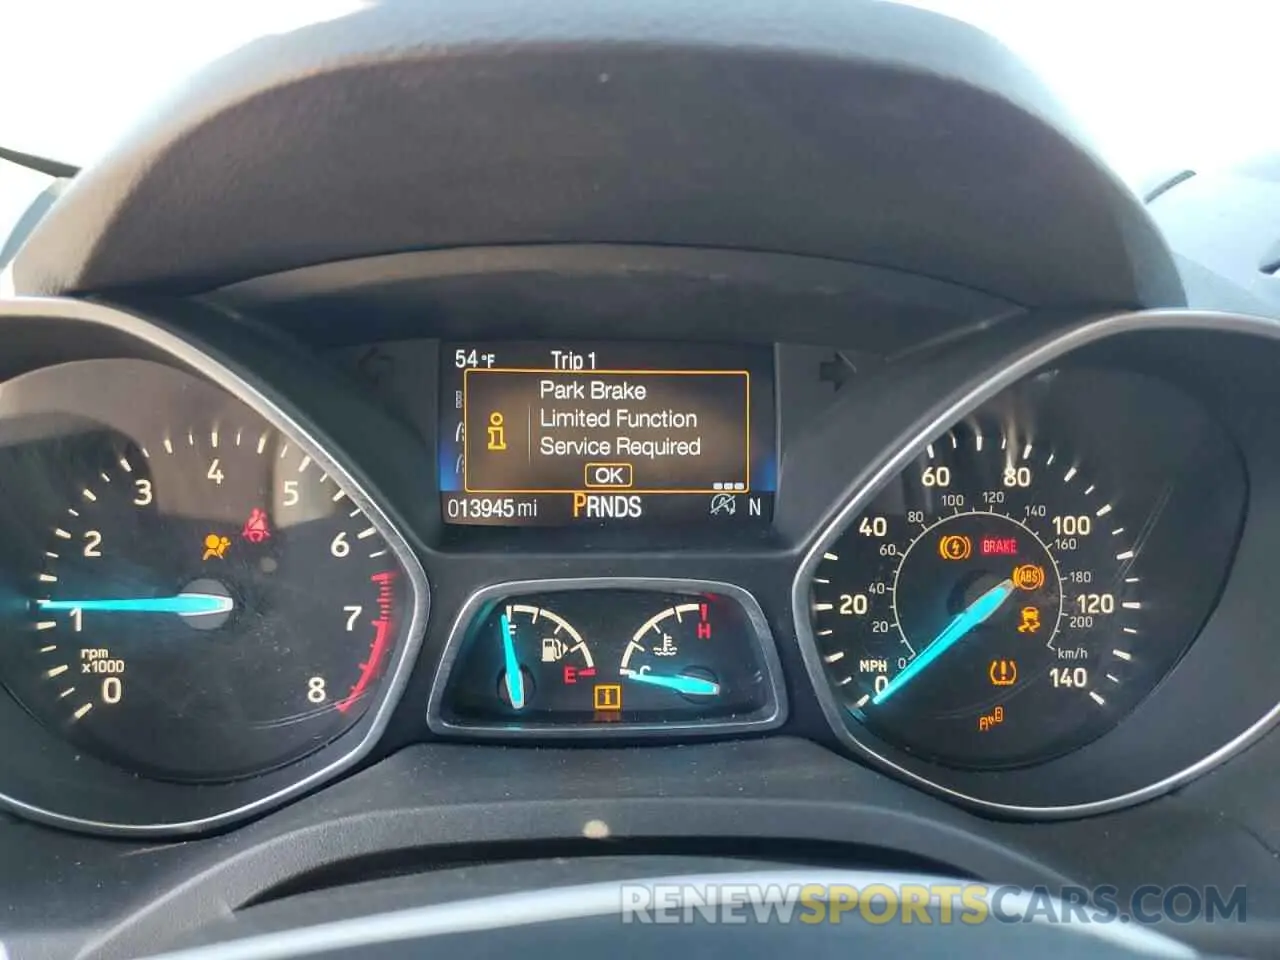 54°F Trip 1
Park Brake
Limited Function
Service Required
OK
013945 mi PRNDS N
0 1 2 3 4 5 6 7 8
rpm
x1000
F E
C H
BRAKE
ABS
0 20 40 60 80 100 120 140
MPH
0 20 40 60 80 100 120 140 160 180 200
km/h
RENEWSPORTSCARS.COM